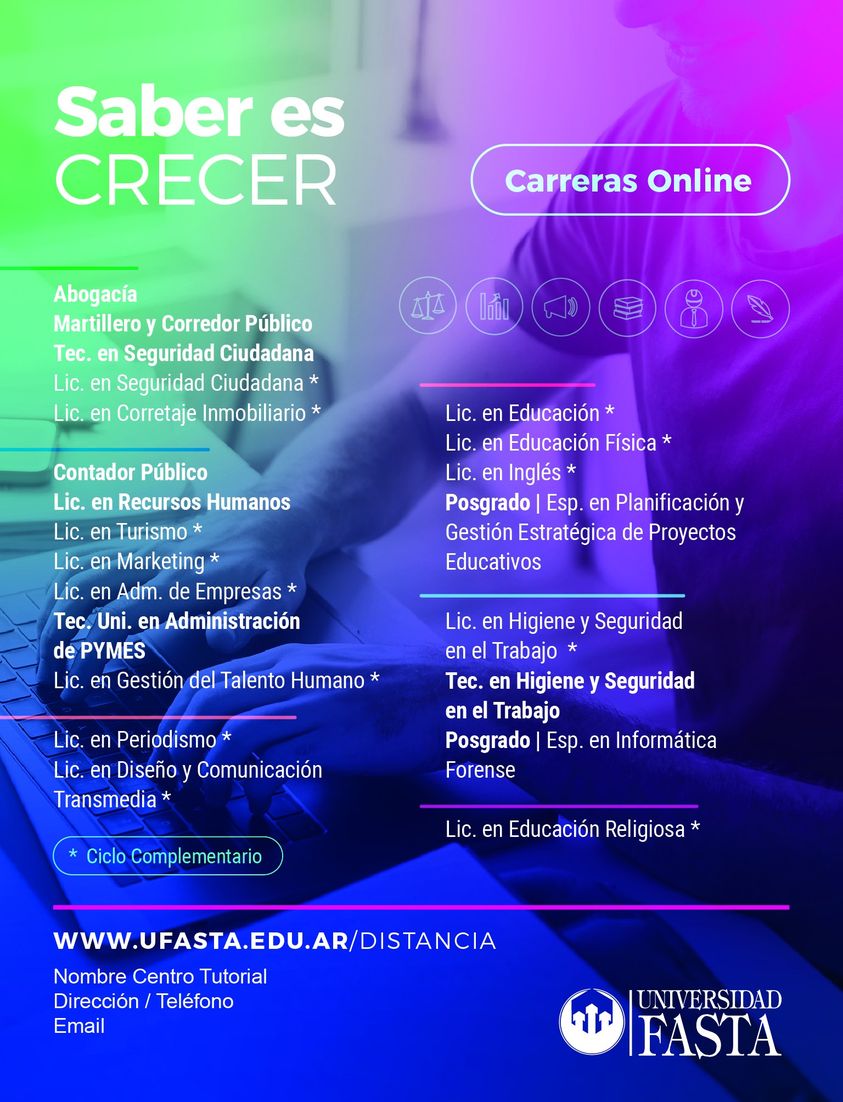 Saber es
CRECER
Carreras Online
Abogacía
Martillero y Corredor Público
Tec. en Seguridad Ciudadana
Lic. en Seguridad Ciudadana *
Lic. en Corretaje Inmobiliario *
Contador Público
Lic. en Recursos Humanos
Lic. en Turismo *
Lic. en Marketing *
Lic. en Adm. de Empresas *
Tec. Uni. en Administración
de PYMES
Lic. en Gestión del Talento Humano *
Lic. en Periodismo *
Lic. en Diseño y Comunicación
Transmedia *
* Ciclo Complementario
Lic. en Educación *
Lic. en Educación Física *
Lic. en Inglés *
Posgrado | Esp. en Planificación y
Gestión Estratégica de Proyectos
Educativos
Lic. en Higiene y Seguridad
en el Trabajo *
Tec. en Higiene y Seguridad
en el Trabajo
Posgrado | Esp. en Informática
Forense
Lic. en Educación Religiosa *
WWW.UFASTA.EDU.AR/DISTANCIA
Nombre Centro Tutorial
Dirección / Teléfono
Email
UNIVERSIDAD
FASTA